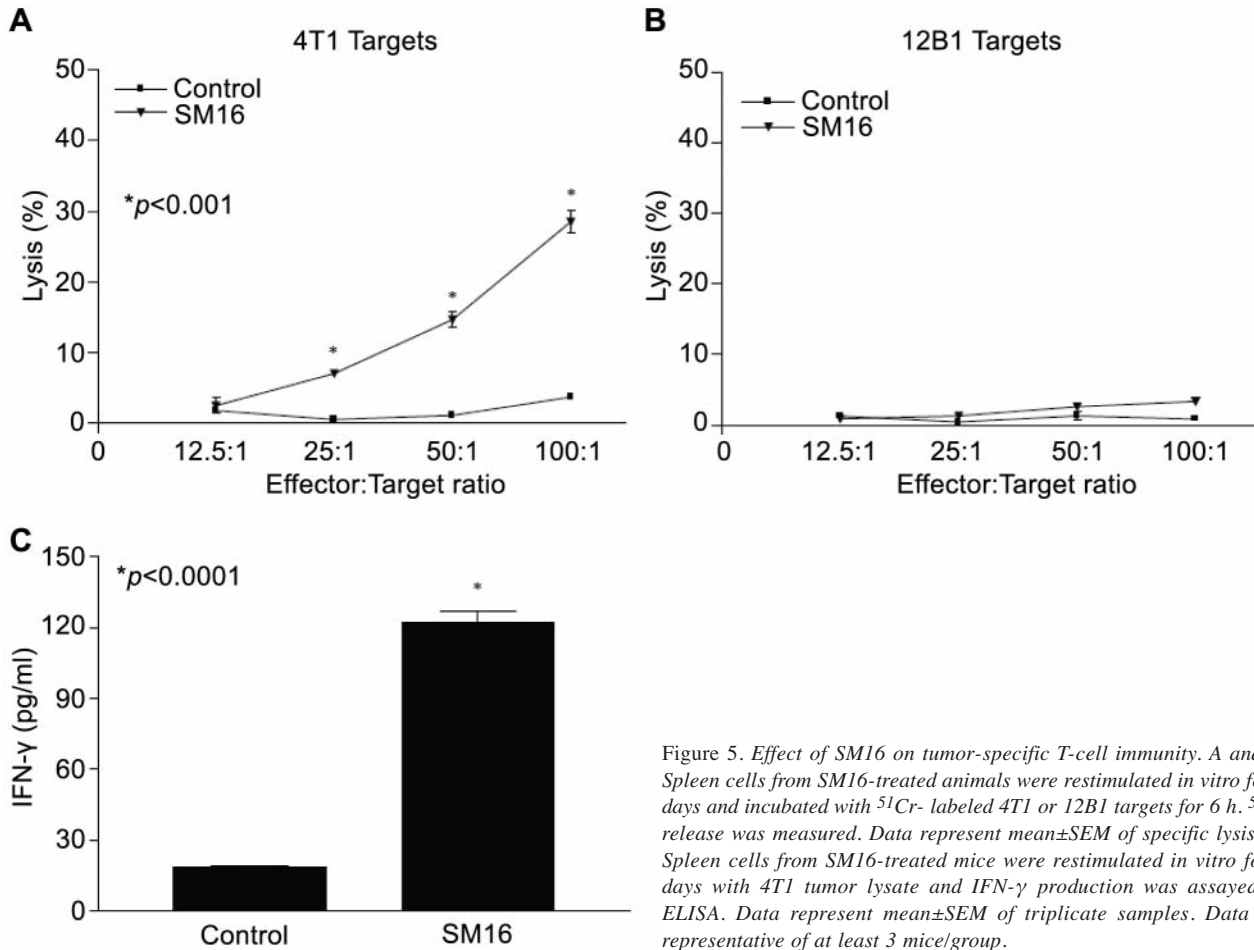 A
4T1 Targets
50
40
30
20
10
0
Lysis (%)
Control
SM16
*p<0.001
*
*
*
0 12.5:1 25:1 50:1 100:1
Effector:Target ratio
B
12B1 Targets
50
40
30
20
10
0
Lysis (%)
Control
SM16
0 12.5:1 25:1 50:1 100:1
Effector:Target ratio
C
150
120
90
60
30
0
IFN-γ (pg/ml)
*p<0.0001
*
Control SM16
Figure 5. Effect of SM16 on tumor-specific T-cell immunity. A and
Spleen cells from SM16-treated animals were restimulated in vitro
days and incubated with ⁵¹Cr- labeled 4T1 or 12B1 targets for 6 h.
release was measured. Data represent mean±SEM of specific lysis.
Spleen cells from SM16-treated mice were restimulated in vitro
days with 4T1 tumor lysate and IFN-γ production was assayed
ELISA. Data represent mean±SEM of triplicate samples. Data
representative of at least 3 mice/group.